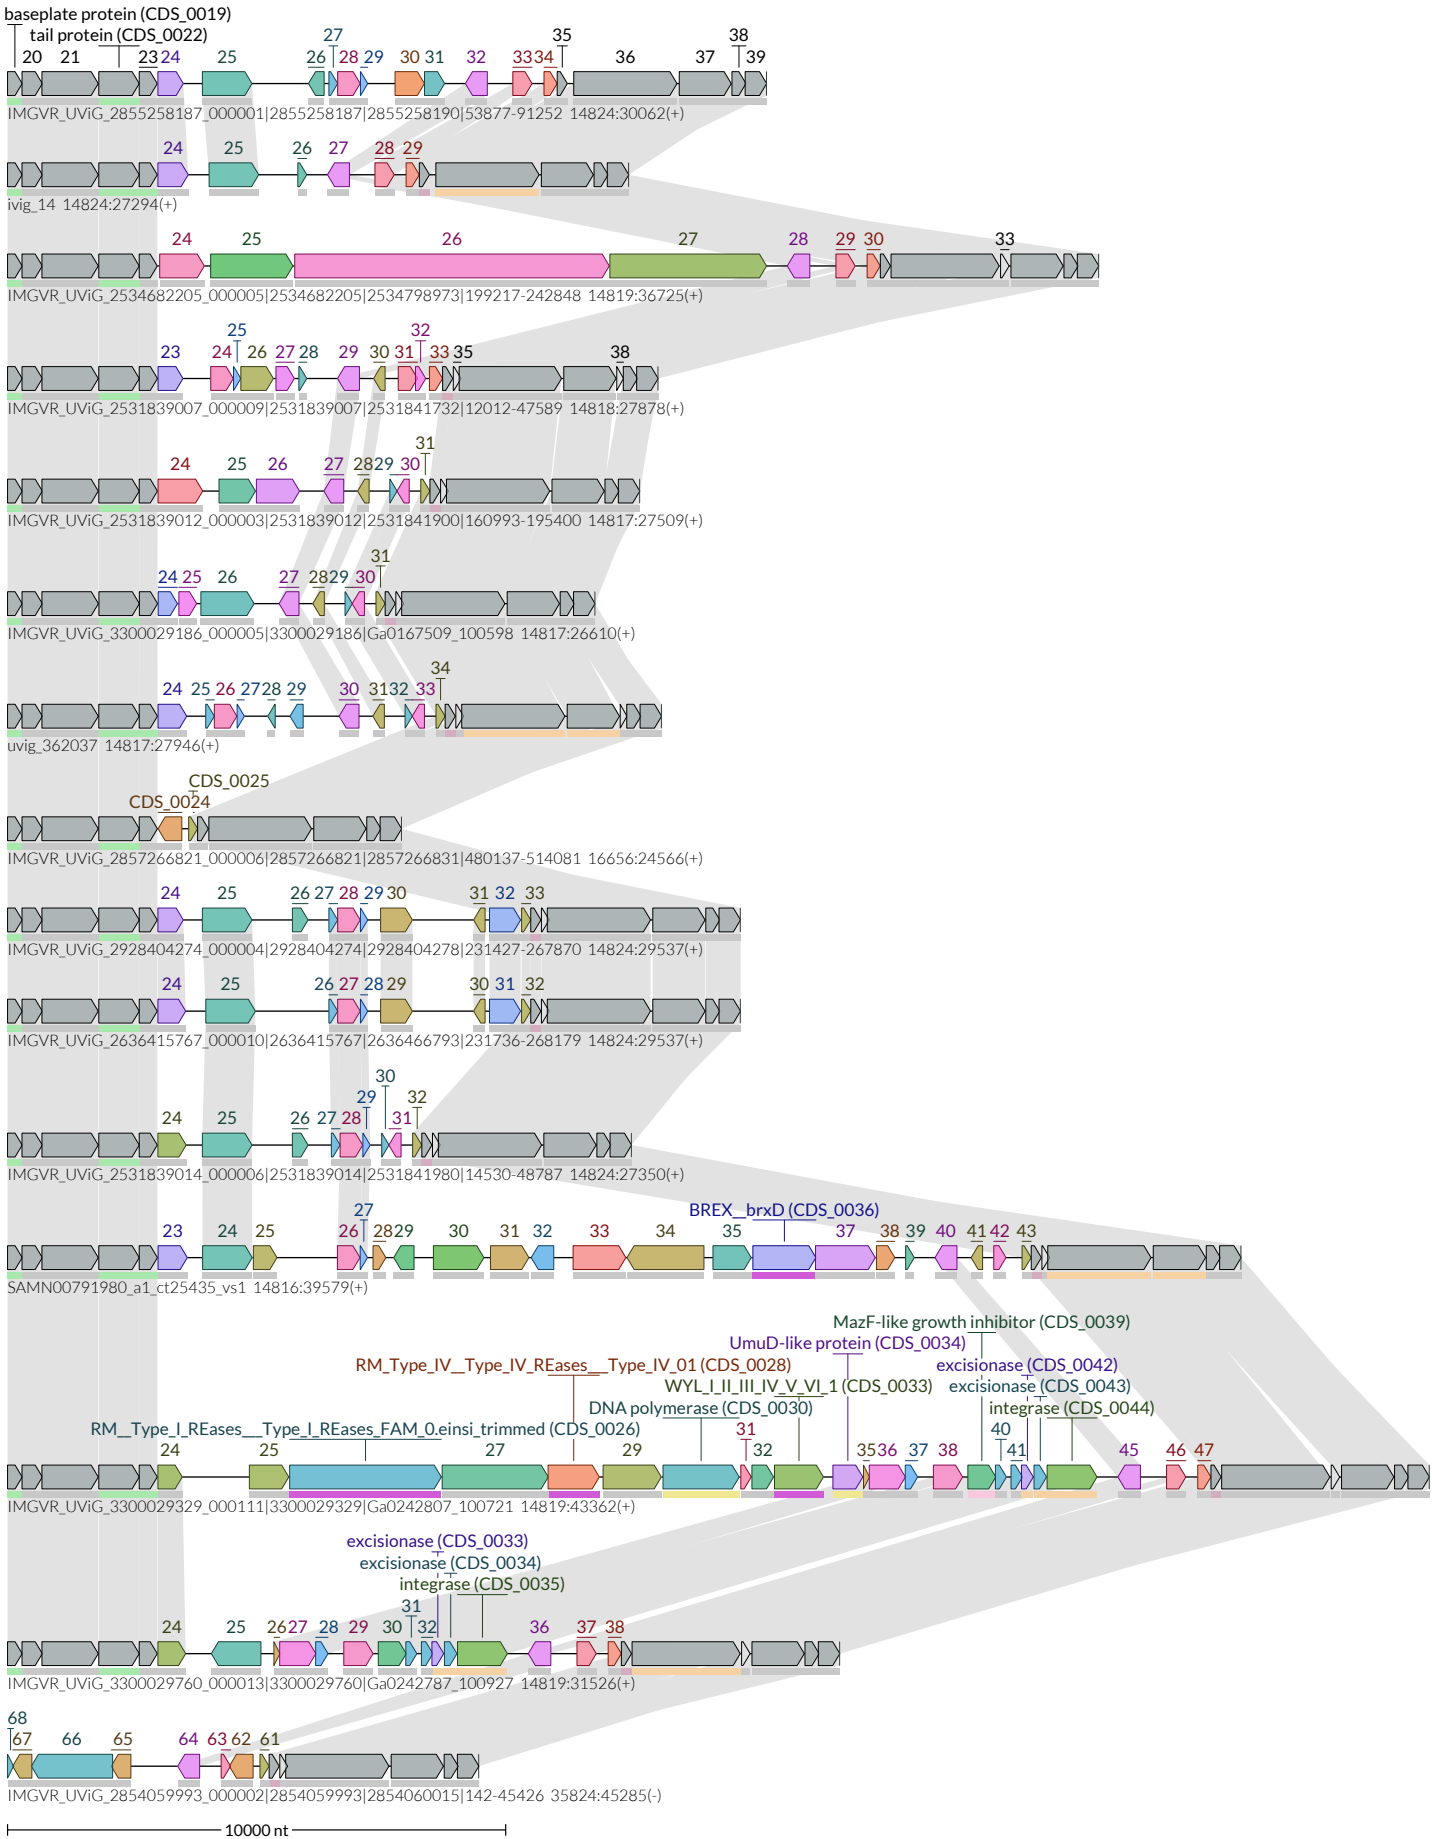 baseplate protein (CDS_0019)
tail protein (CDS_0022) 27 35 38
20 21 23 24 25 26 28 29 30 31 32 33 34 36 37 39
IMGVR_UViG_2855258187_000001|2855258187|2855258190|53877-91252 14824:30062(+)
24 25 26 27 28 29
ivig_14 14824:27294(+)
24 25 26 27 28 29 30 33
IMGVR_UViG_2534682205_000005|2534682205|2534798973|199217-242848 14819:36725(+)
25 32
23 24 26 27 28 29 30 31 33 35 38
IMGVR_UViG_2531839007_000009|2531839007|2531841732|12012-47589 14818:27878(+)
31
24 25 26 27 28 29 30
IMGVR_UViG_2531839012_000003|2531839012|2531841900|160993-195400 14817:27509(+)
31
24 25 26 27 28 29 30
IMGVR_UViG_3300029186_000005|3300029186|Ga0167509_100598 14817:26610(+)
34
24 25 26 27 28 29 30 31 32 33
uvig_362037 14817:27946(+)
CDS_0025
CDS_0024
IMGVR_UViG_2857266821_000006|2857266821|2857266831|480137-514081 16656:24566(+)
24 25 26 27 28 29 30 31 32 33
IMGVR_UViG_2928404274_000004|2928404274|2928404278|231427-267870 14824:29537(+)
24 25 26 27 28 29 30 31 32
IMGVR_UViG_2636415767_000010|2636415767|2636466793|231736-268179 14824:29537(+)
30
29 32
24 25 26 27 28 31
IMGVR_UViG_2531839014_000006|2531839014|2531841980|14530-48787 14824:27350(+)
27 BREX__brxD (CDS_0036)
23 24 25 26 28 29 30 31 32 33 34 35 37 38 39 40 41 42 43
SAMN00791980_a1_ct25435_vs1 14816:39579(+)
MazF-like growth inhibitor (CDS_0039)
UmuD-like protein (CDS_0034)
RM_Type_IV__Type_IV_REases___Type_IV_01 (CDS_0028) excisionase (CDS_0042)
WYL_I_II_III_IV_V_VI_1 (CDS_0033) excisionase (CDS_0043)
DNA polymerase (CDS_0030) integrase (CDS_0044)
RM__Type_I_REases___Type_I_REases_FAM_0.einsi_trimmed (CDS_0026) 31 40
24 25 27 29 32 35 36 37 38 41 45 46 47
IMGVR_UViG_3300029329_000111|3300029329|Ga0242807_100721 14819:43362(+)
excisionase (CDS_0033)
excisionase (CDS_0034)
integrase (CDS_0035)
31
24 25 26 27 28 29 30 32 36 37 38
IMGVR_UViG_3300029760_000013|3300029760|Ga0242787_100927 14819:31526(+)
68
67 66 65 64 63 62 61
IMGVR_UViG_2854059993_000002|2854059993|2854060015|142-45426 35824:45285(-)
10000 nt